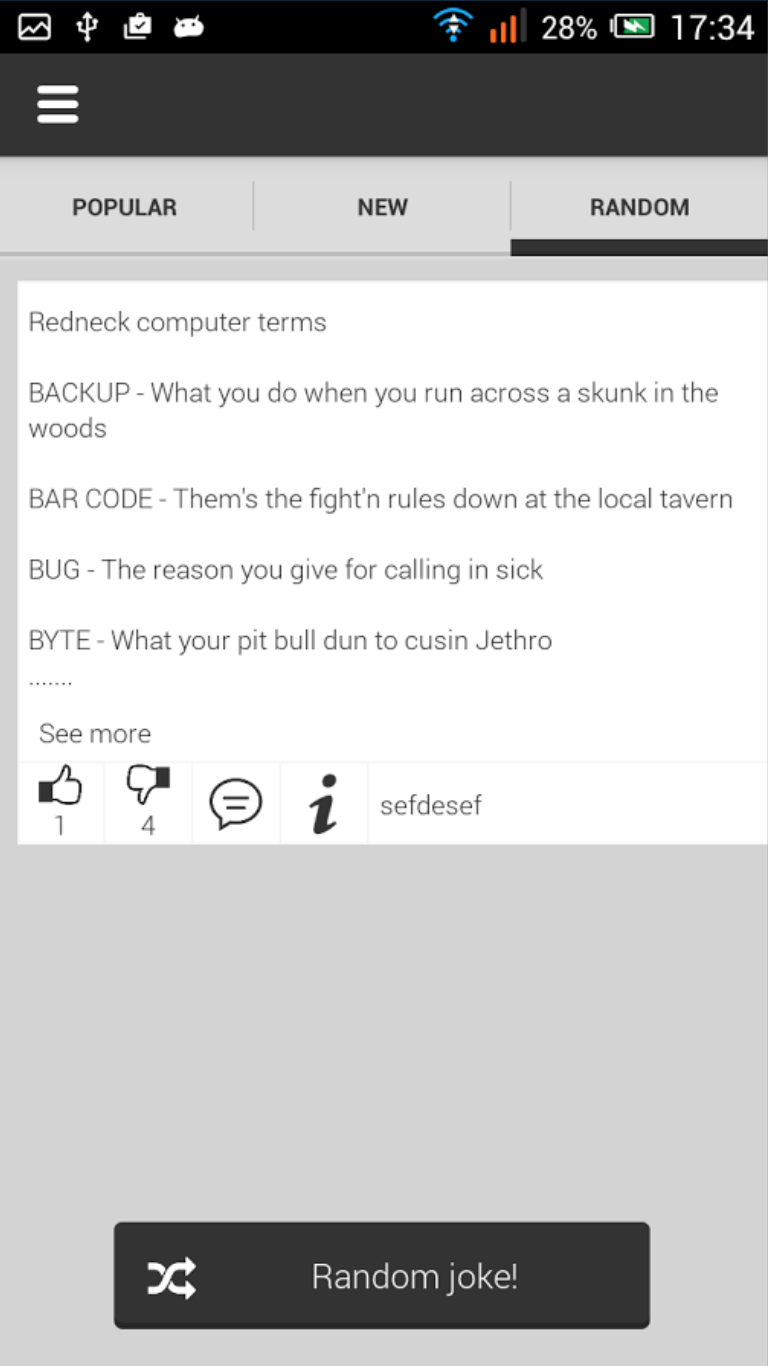 28% 17:34
POPULAR NEW RANDOM
Redneck computer terms
BACKUP - What you do when you run across a skunk in the
woods
BAR CODE - Them's the fight'n rules down at the local tavern
BUG - The reason you give for calling in sick
BYTE - What your pit bull dun to cusin Jethro
.......
See more
1 4 sefdesef
Random joke!